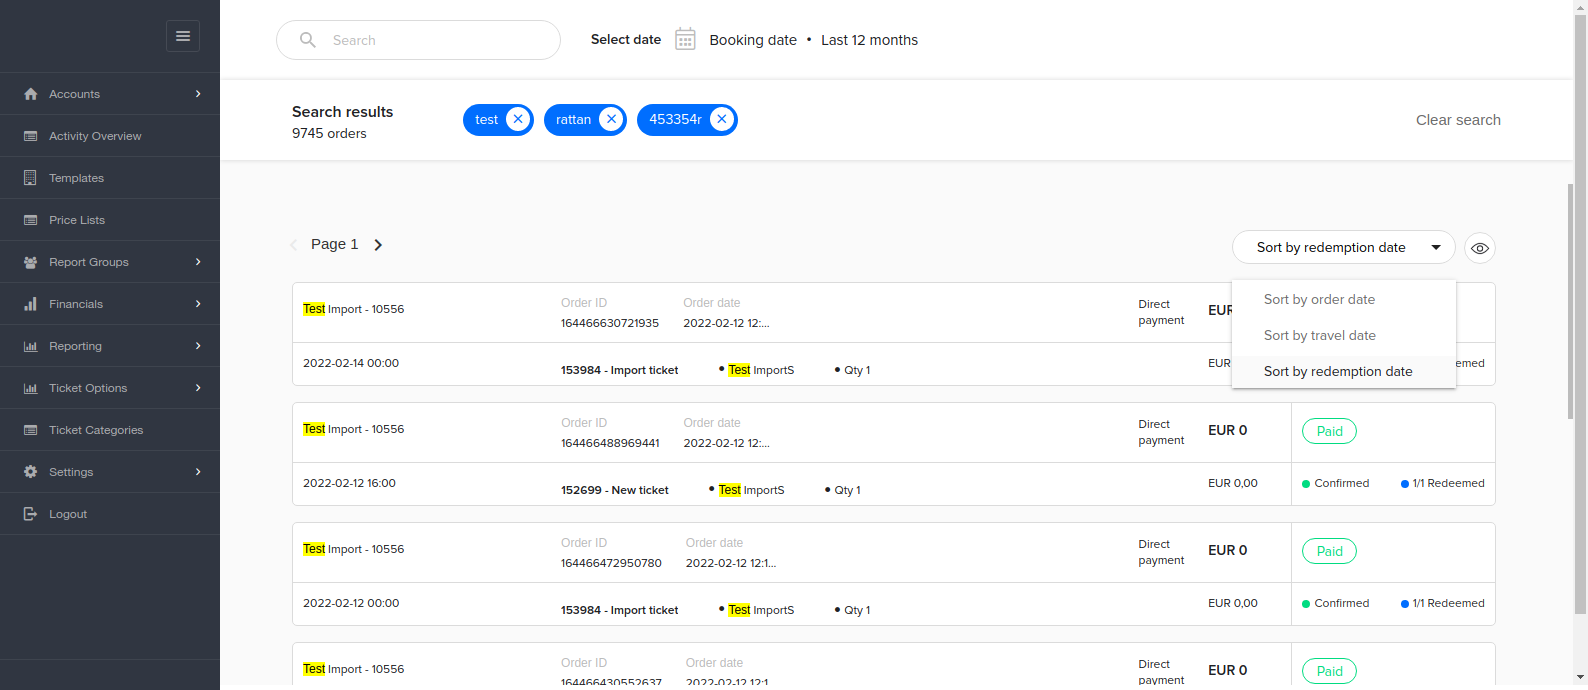 Search
Select date
Booking date • Last 12 months
Accounts
Activity Overview
Templates
Price Lists
Report Groups
Financials
Reporting
Ticket Options
Ticket Categories
Settings
Logout
Search results
9745 orders
test
rattan
453354r
Clear search
Page 1
Sort by redemption date
Sort by order date
Sort by travel date
Sort by redemption date
Test Import - 10556
Order ID
164466630721935
Order date
2022-02-12 12:...
Direct
payment
EUR
2022-02-14 00:00
153984 - Import ticket
• Test ImportS
• Qty 1
EUR
emed
Test Import - 10556
Order ID
164466488969441
Order date
2022-02-12 12:...
Direct
payment
EUR 0
Paid
2022-02-12 16:00
152699 - New ticket
• Test ImportS
• Qty 1
EUR 0,00
Confirmed
1/1 Redeemed
Test Import - 10556
Order ID
164466472950780
Order date
2022-02-12 12:1...
Direct
payment
EUR 0
Paid
2022-02-12 00:00
153984 - Import ticket
• Test ImportS
• Qty 1
EUR 0,00
Confirmed
1/1 Redeemed
Test Import - 10556
Order ID
164466430552637
Order date
2022-02-12 12:1
Direct
payment
EUR 0
Paid